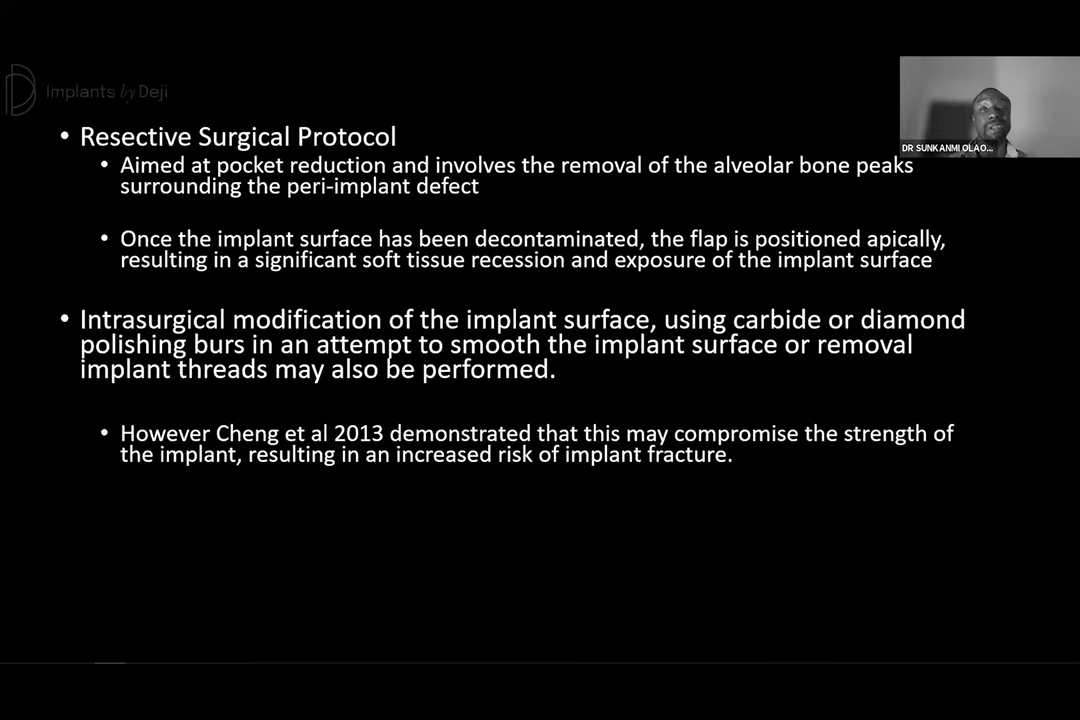 Implants by Deji
DR SUNKANMI OLAO...
• Resective Surgical Protocol
• Aimed at pocket reduction and involves the removal of the alveolar bone peaks
surrounding the peri-implant defect
• Once the implant surface has been decontaminated, the flap is positioned apically,
resulting in a significant soft tissue recession and exposure of the implant surface
• Intrasurgical modification of the implant surface, using carbide or diamond
polishing burs in an attempt to smooth the implant surface or removal
implant threads may also be performed.
• However Cheng et al 2013 demonstrated that this may compromise the strength of
the implant, resulting in an increased risk of implant fracture.